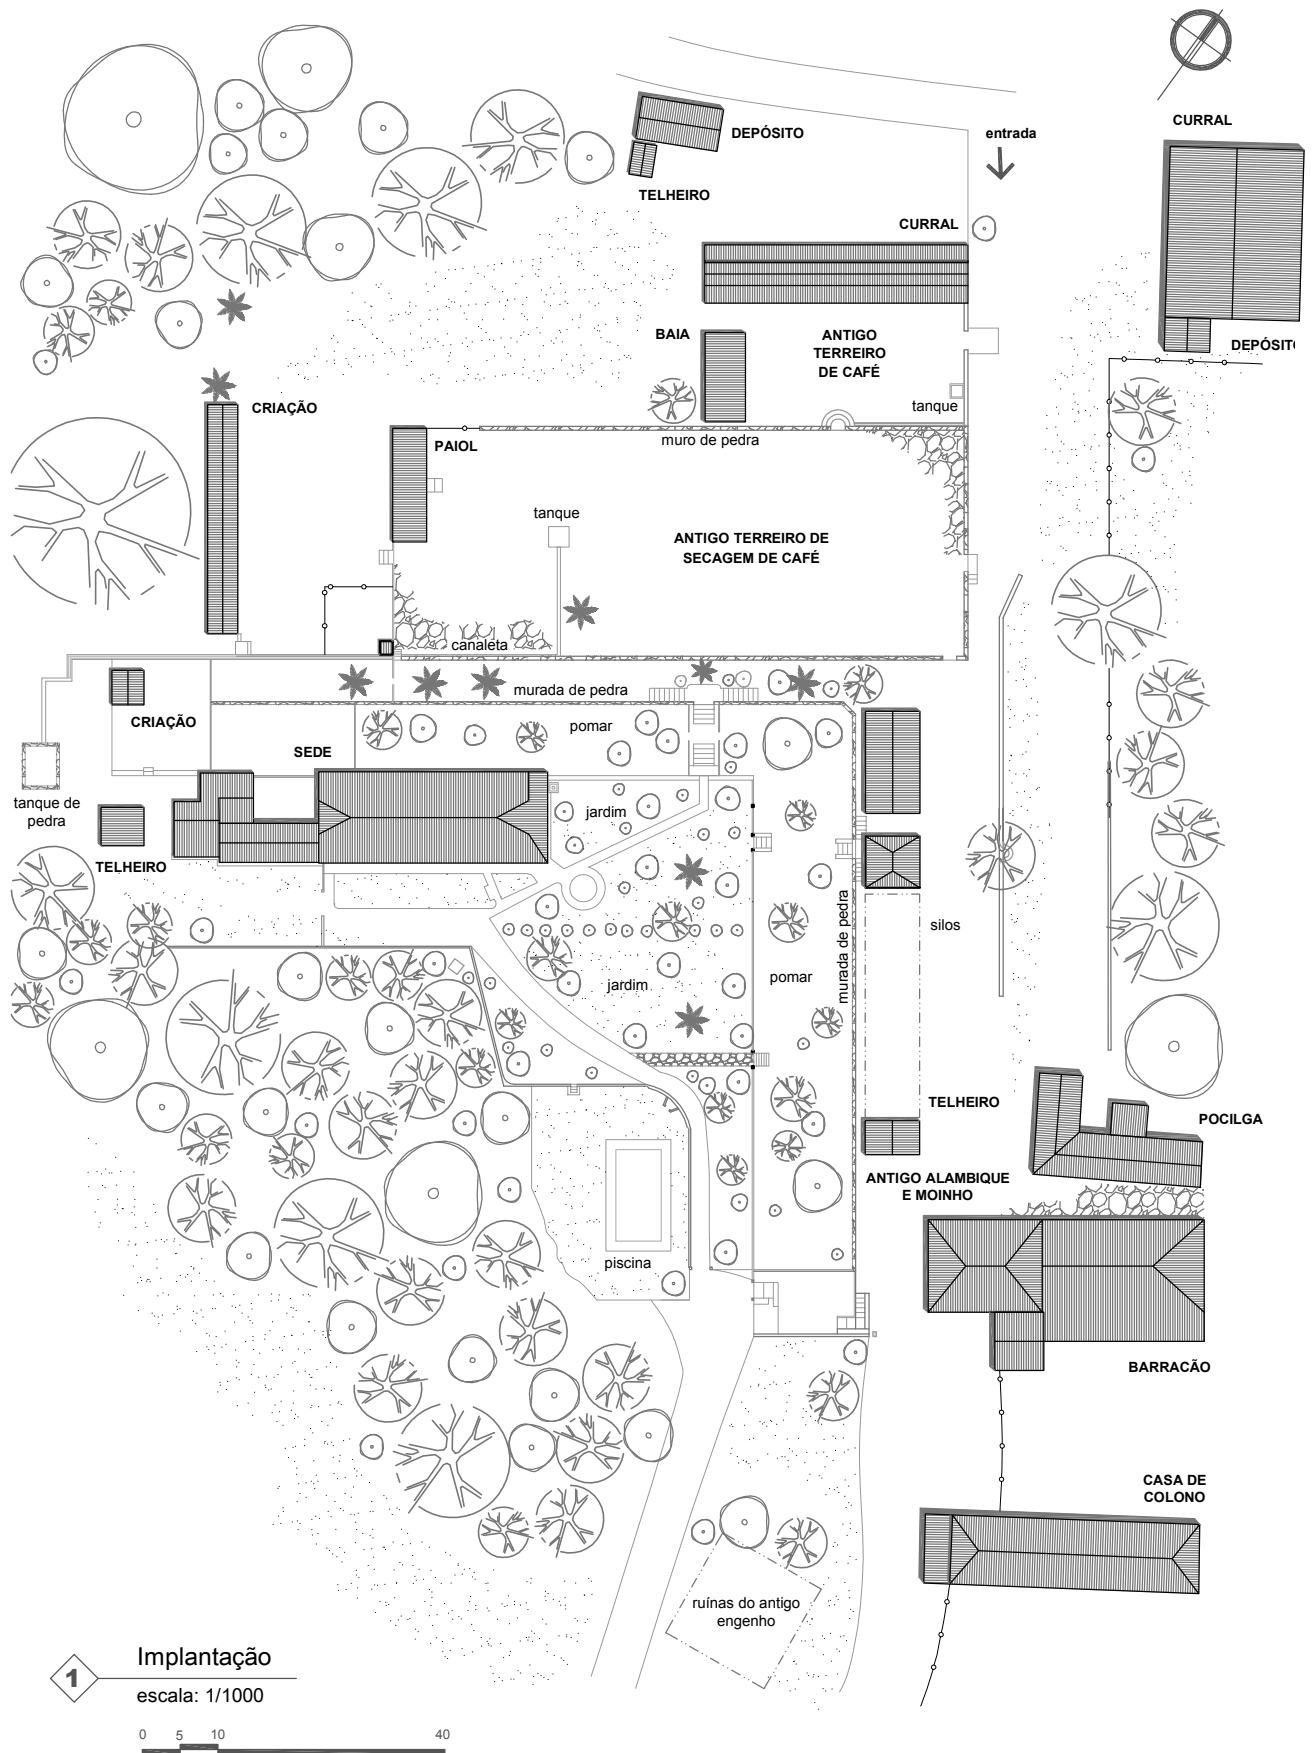 CURRAL
DEPÓSITO
entrada
TELHEIRO
CURRAL
BAIA
ANTIGO
TERREIRO
DE CAFÉ
DEPÓSIT
CRIAÇÃO
tanque
muro de pedra
PAIOL
tanque
ANTIGO TERREIRO DE
SECAGEM DE CAFÉ
canaleta
murada de pedra
CRIAÇÃO
pomar
SEDE
tanque de
pedra
jardim
TELHEIRO
silos
murada de pedra
jardim
pomar
TELHEIRO
POCILGA
ANTIGO ALAMBIQUE
E MOINHO
piscina
BARRACÃO
CASA DE
COLONO
ruínas do antigo
engenho
1
Implantação
escala: 1/1000
0 5 10 40